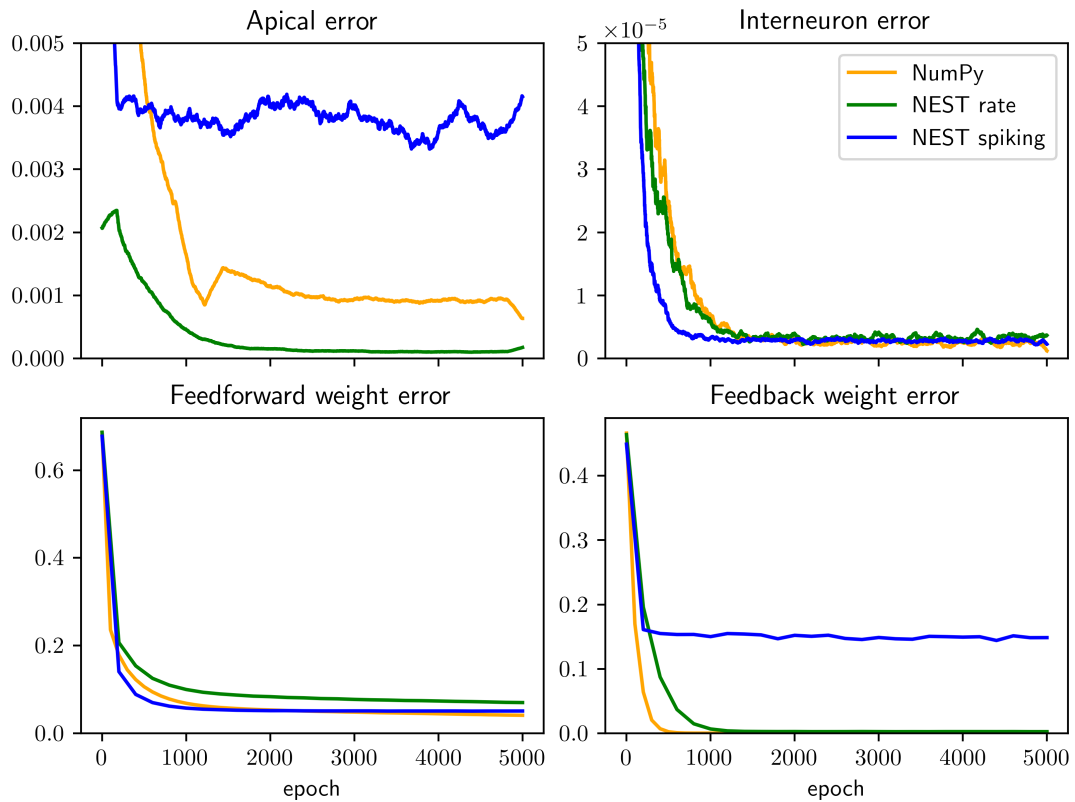 Apical error
0.005
0.004
0.003
0.002
0.001
0.000
Interneuron error
×10⁻⁵
5
4
3
2
1
0
NumPy
NEST rate
NEST spiking
Feedforward weight error
0.6
0.4
0.2
0.0
0 1000 2000 3000 4000 5000
epoch
Feedback weight error
0.4
0.3
0.2
0.1
0.0
0 1000 2000 3000 4000 5000
epoch